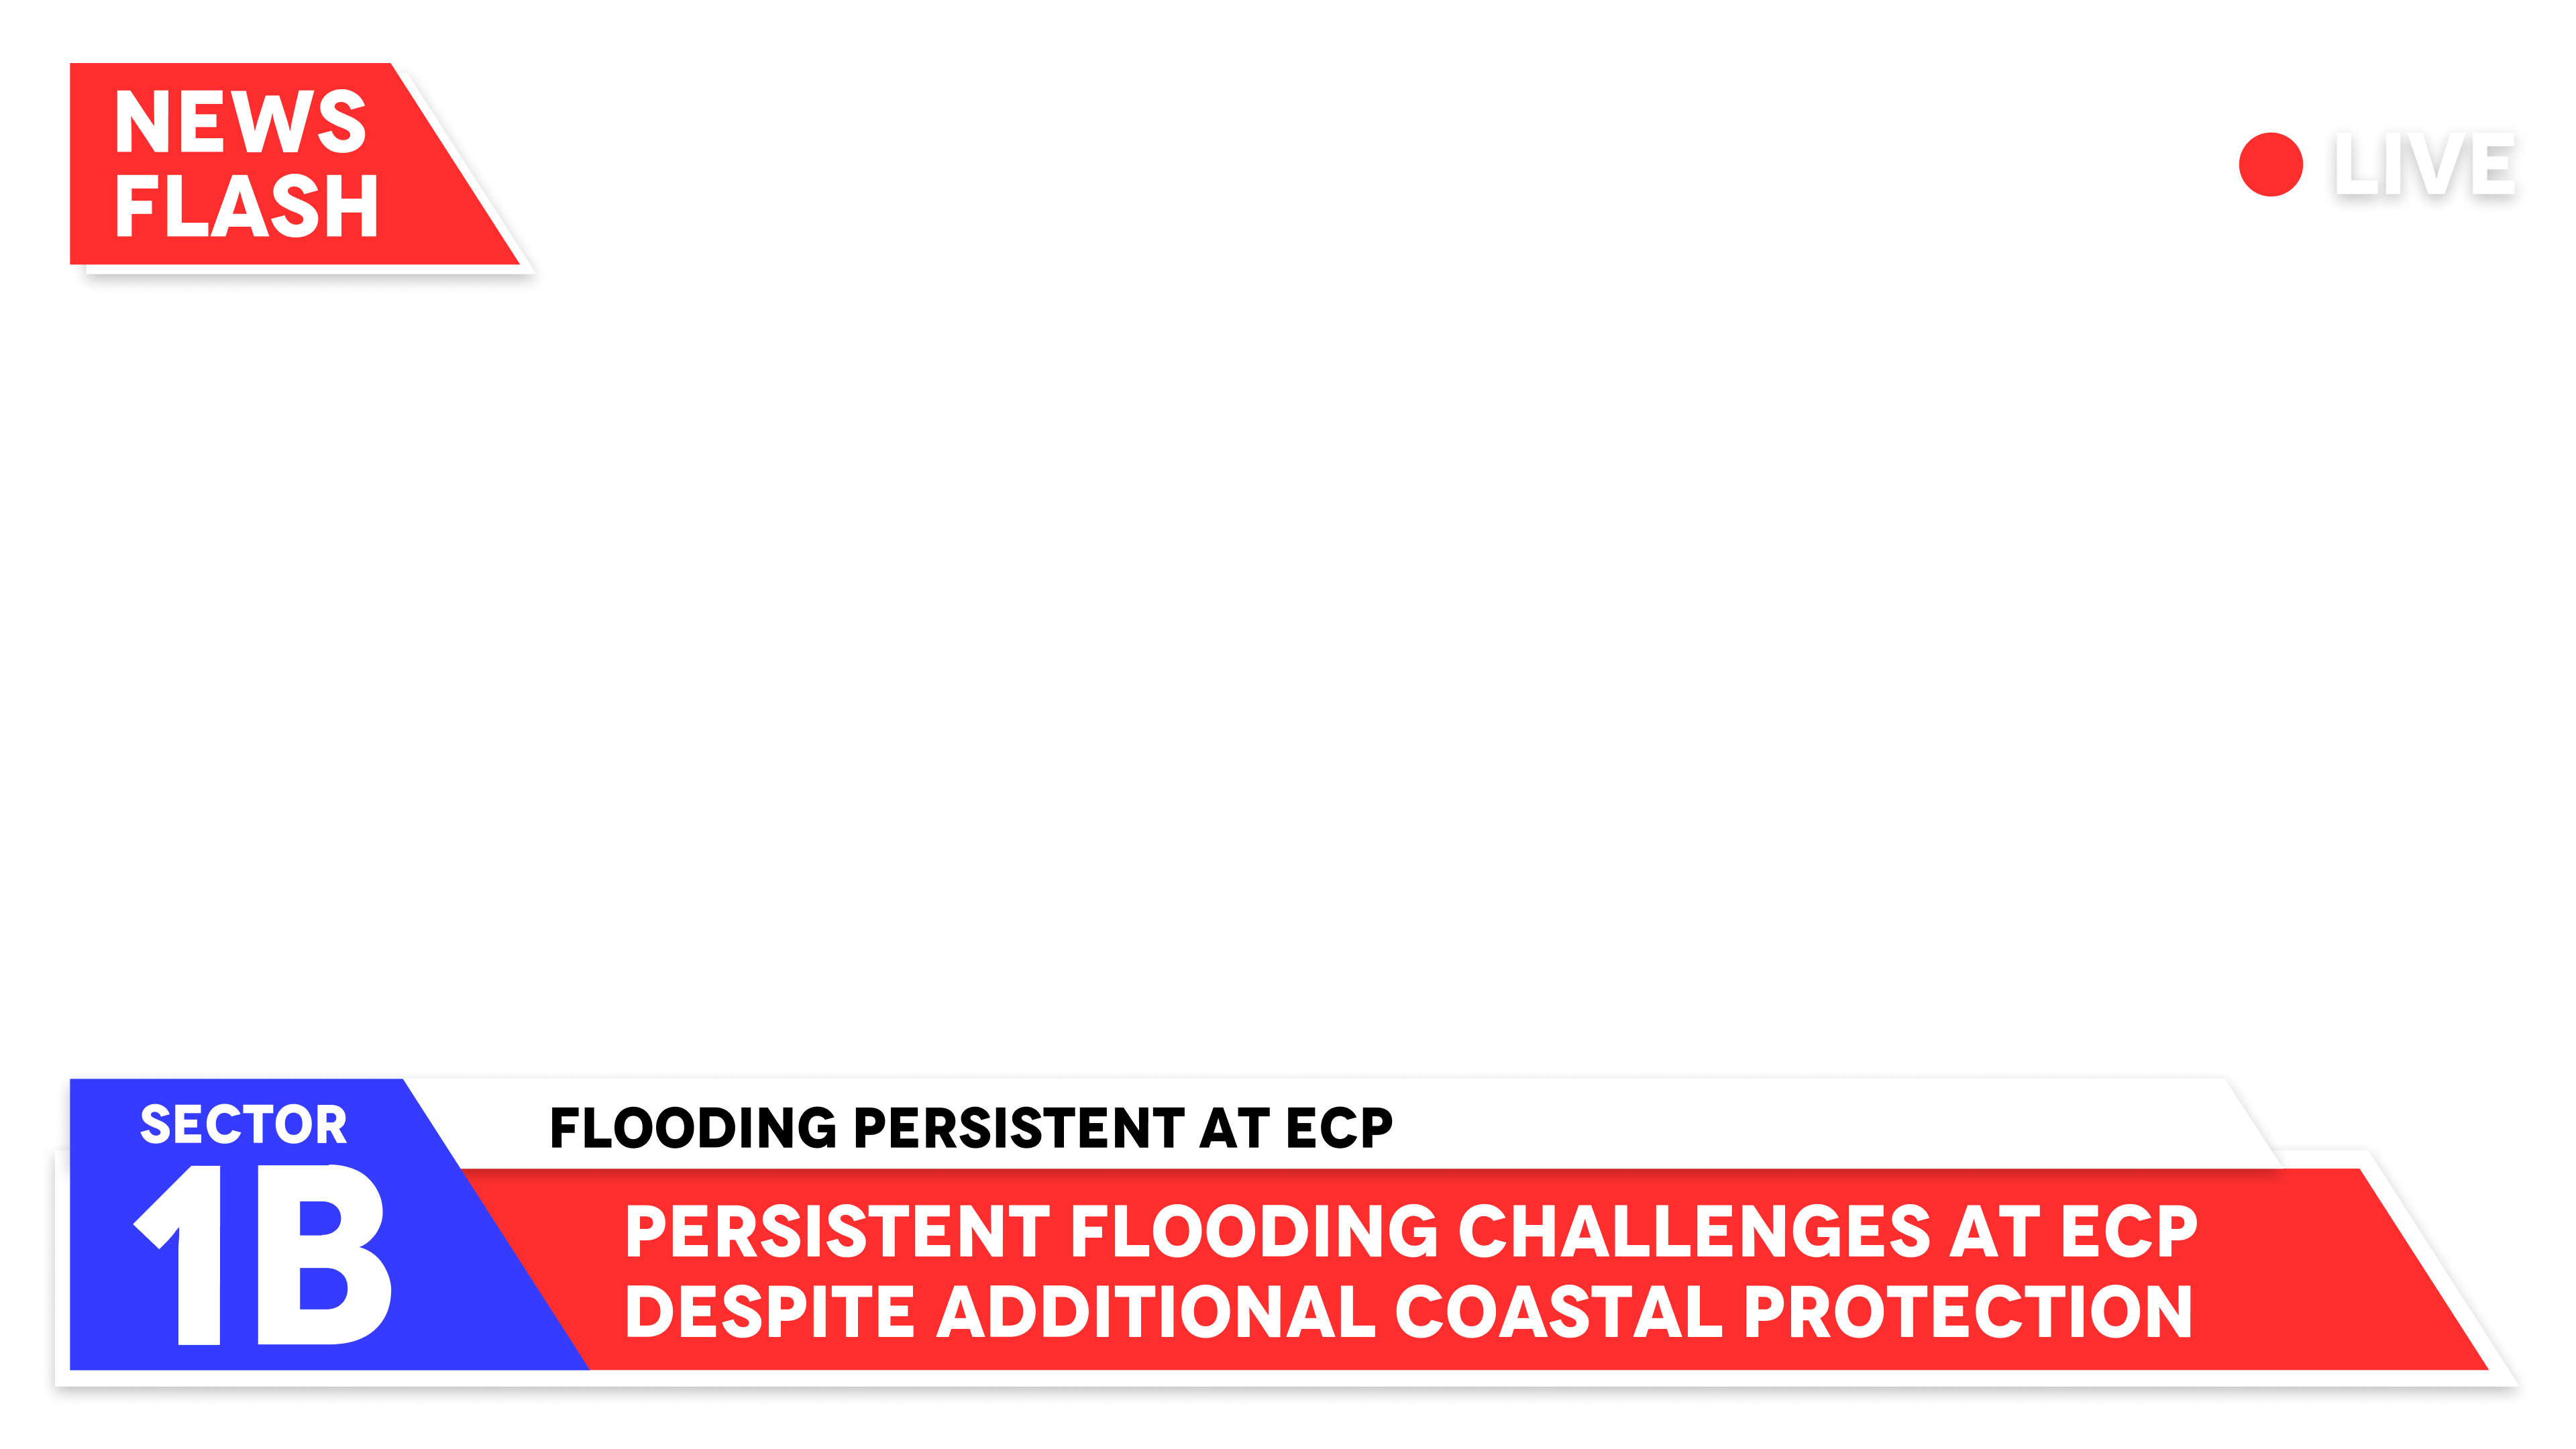 NEWS
FLASH
LIVE
SECTOR
1B
FLOODING PERSISTENT AT ECP
PERSISTENT FLOODING CHALLENGES AT ECP
DESPITE ADDITIONAL COASTAL PROTECTION